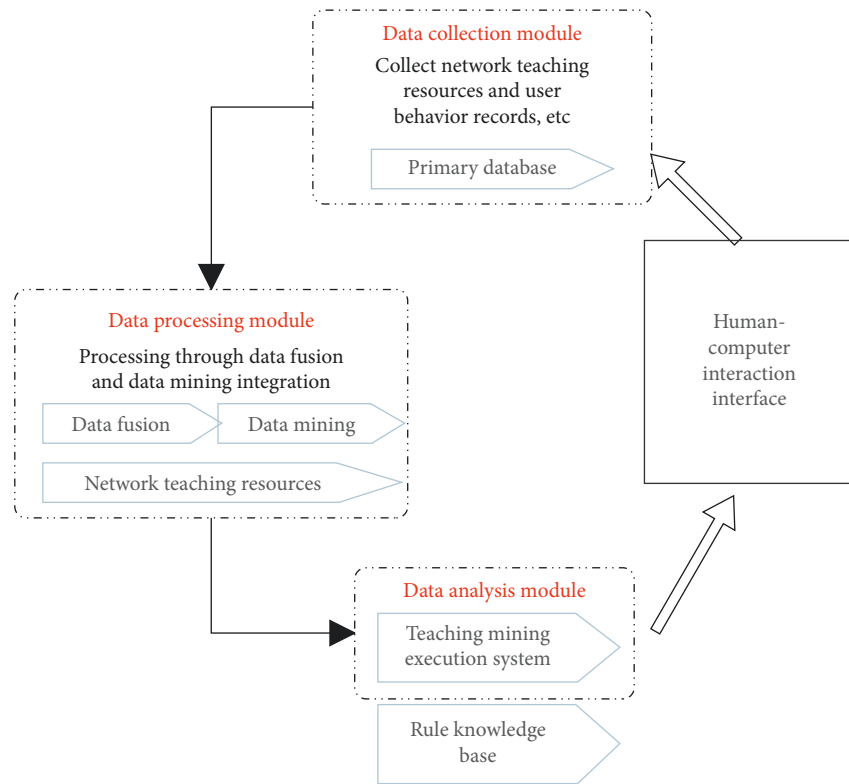 Data collection module
Collect network teaching
resources and user
behavior records, etc
Primary database
Data processing module
Processing through data fusion
and data mining integration
Data fusion
Data mining
Network teaching resources
Human-
computer
interaction
interface
Data analysis module
Teaching mining
execution system
Rule knowledge
base